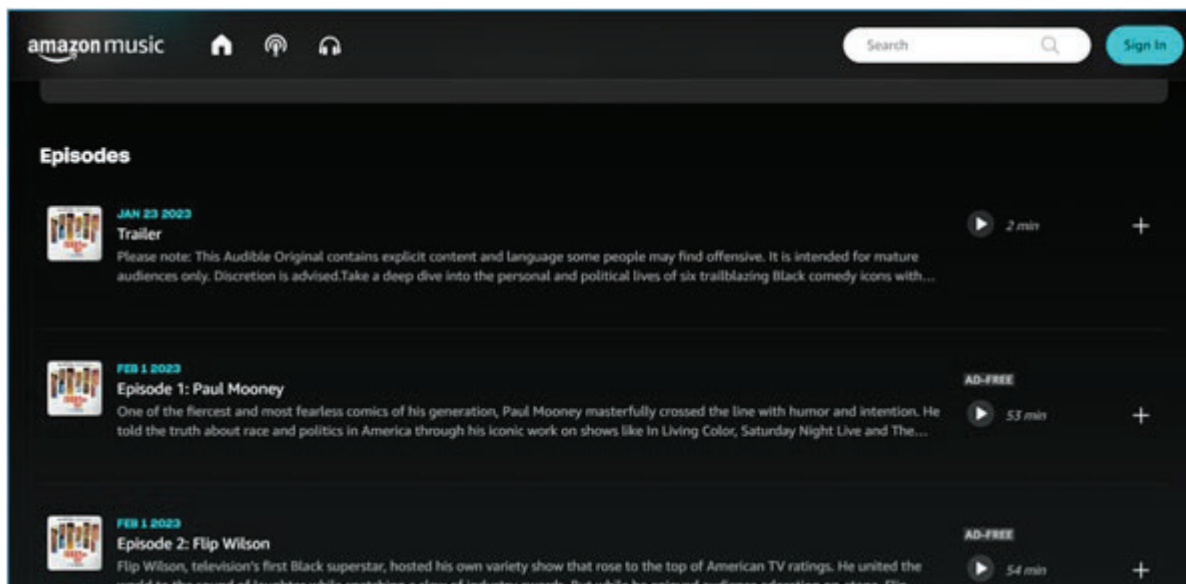 amazon music
Search
Sign In
Episodes
JAN 23 2023
Trailer
2 min
Please note: This Audible Original contains explicit content and language some people may find offensive. It is intended for mature
audiences only. Discretion is advised.Take a deep dive into the personal and political lives of six trailblazing Black comedy icons with...
FEB 1 2023
AD-FREE
Episode 1: Paul Mooney
One of the fiercest and most fearless comics of his generation, Paul Mooney masterfully crossed the line with humor and intention. He
53 min
told the truth about race and politics in America through his iconic work on shows like In Living Color, Saturday Night Live and The...
FEB 1 2023
AD-FREE
Episode 2: Flip Wilson
Flip Wilson, television's first Black superstar, hosted his own variety show that rose to the top of American TV ratings. He united the
54 min